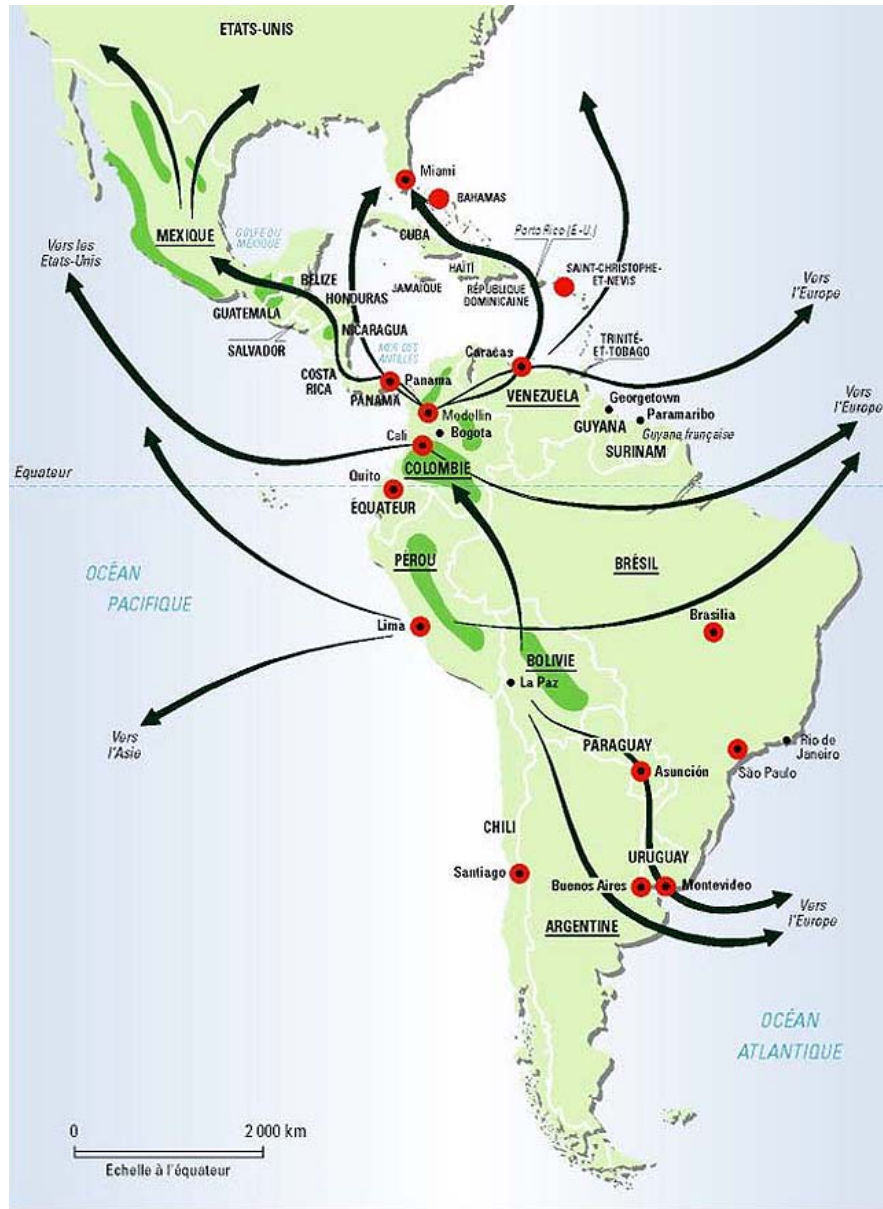 ETATS-UNIS
Miami
BAHAMAS
MEXIQUE
GOLFE DU
MEXIQUE
CUBA
Porto Rico (É-U.)
Vers les
Etats-Unis
HAÏTI
JAMAÏQUE
RÉPUBLIQUE
DOMINICAINE
SAINT-CHRISTOPHE-
ET-NEVIS
BELIZE
HONDURAS
GUATEMALA
NICARAGUA
SALVADOR
MER DES
ANTILLES
Vers
l'Europe
COSTA
RICA
Panama
PANAMA
Caracas
TRINITÉ-
ET-TOBAGO
VENEZUELA
Georgetown
Paramaribo
GUYANA
Guyane française
SURINAM
Medellin
Bogota
Cali
COLOMBIE
Vers
l'Europe
Equateur
Quito
ÉQUATEUR
PÉROU
BRÉSIL
OCÉAN
PACIFIQUE
Lima
Brasilia
BOLIVIE
La Paz
Vers
l'Asie
PARAGUAY
Asunción
Rio de
Janeiro
São Paulo
CHILI
URUGUAY
Santiago
Buenos Aires
Montevideo
Vers
l'Europe
ARGENTINE
OCÉAN
ATLANTIQUE
0 2 000 km
Echelle à l'équateur